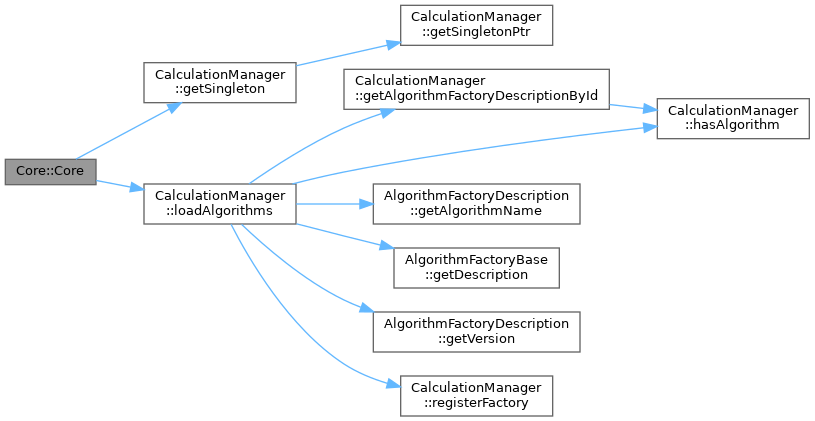 Core::Core
CalculationManager
::getSingleton
CalculationManager
::getSingletonPtr
CalculationManager
::loadAlgorithms
CalculationManager
::getAlgorithmFactoryDescriptionById
CalculationManager
::hasAlgorithm
AlgorithmFactoryDescription
::getAlgorithmName
AlgorithmFactoryBase
::getDescription
AlgorithmFactoryDescription
::getVersion
CalculationManager
::registerFactory